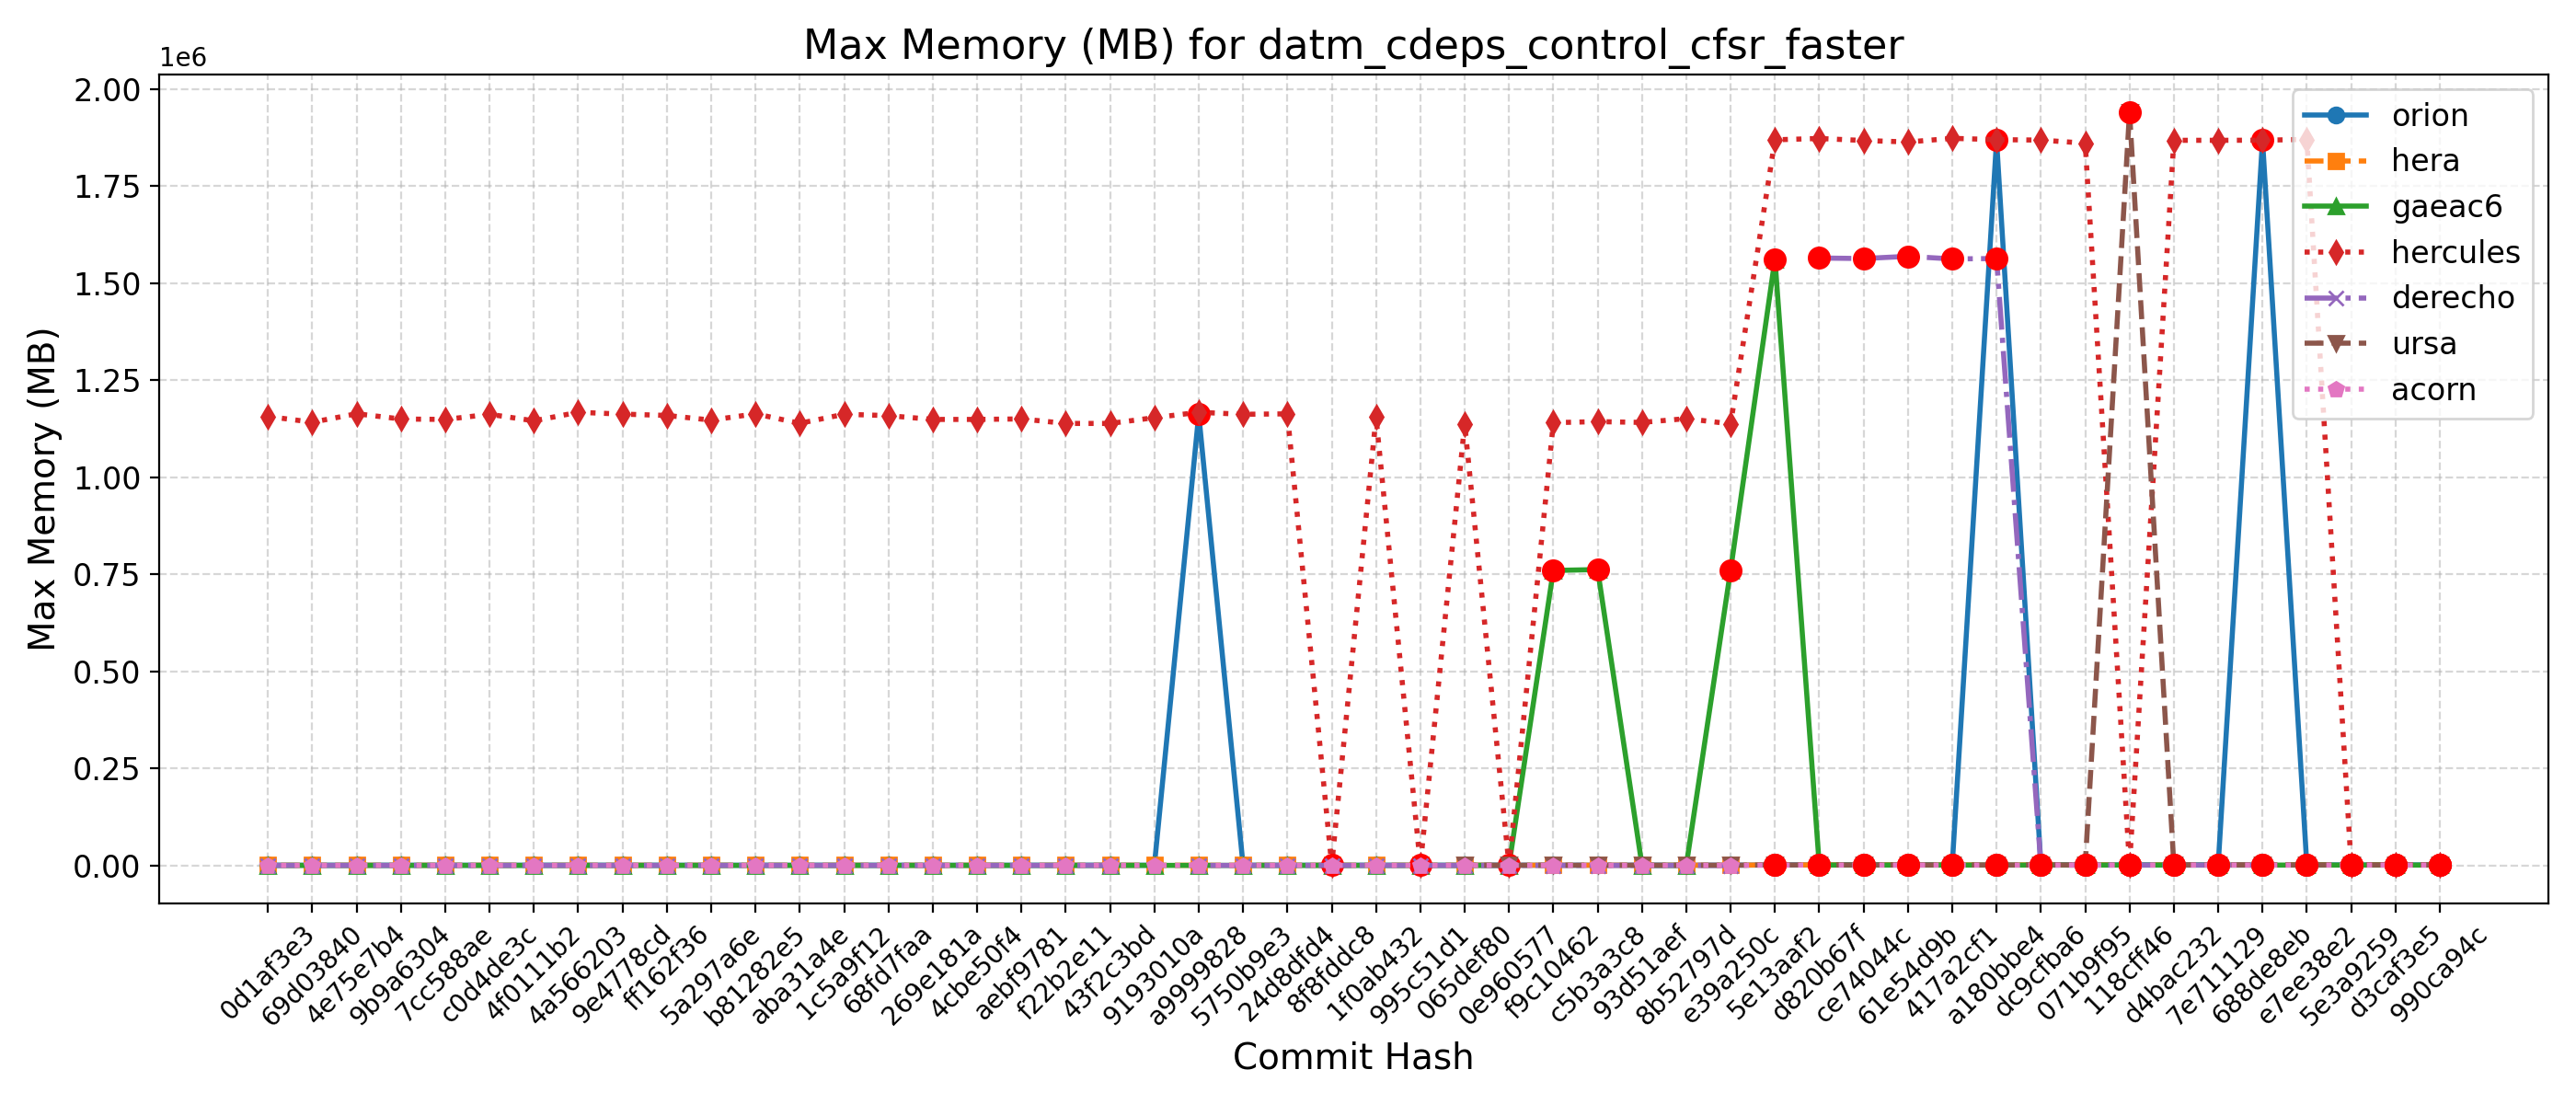 Max Memory (MB) for datm_cdeps_control_cfsr_faster
1e6
2.00
1.75
1.50
1.25
1.00
0.75
0.50
0.25
0.00
Max Memory (MB)
orion
hera
gaeac6
hercules
derecho
ursa
acorn
0d1af3e3
69d03840
4e75e7b4
9b9a6304
7cc588ae
c0d4de3c
4f0111b2
4a566203
9e4778cd
ff162f36
5a297a6e
b81282e5
aba31a4e
1c5a9f12
68fd7faa
269e181a
4cbe50f4
aebf9781
f22b2e11
43f2c3bd
9193010a
a9999828
5750b9e3
24d8dfd4
8f8fddc8
1f0ab432
995c51d1
065def80
0e960577
f9c10462
c5b3a3c8
93d51aef
8b52797d
e39a250c
5e13aaf2
d820b67f
ce74044c
61e54d9b
417a2cf1
a180bbe4
dc9cfba6
071b9f95
118cff46
d4bac232
7e711129
688de8eb
e7ee38e2
5e3a9259
d3caf3e5
990ca94c
Commit Hash